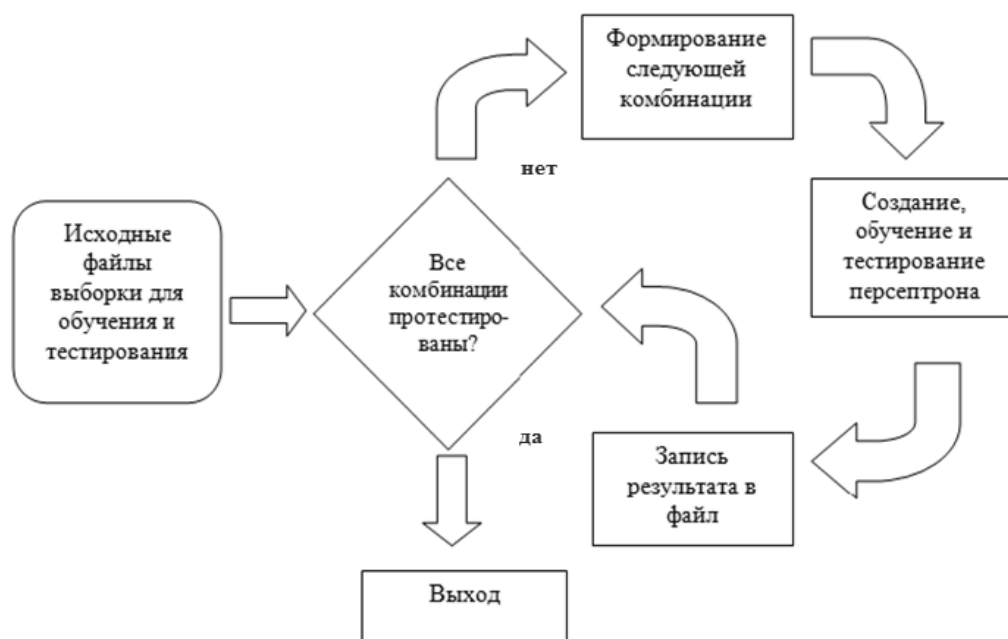 Формирование
следующей
комбинации
нет
Создание,
обучение и
тестирование
персептрона
Исходные
файлы
выборки для
обучения и
тестирования
Все
комбинации
протестиро-
ваны?
да
Запись
результата в
файл
Выход